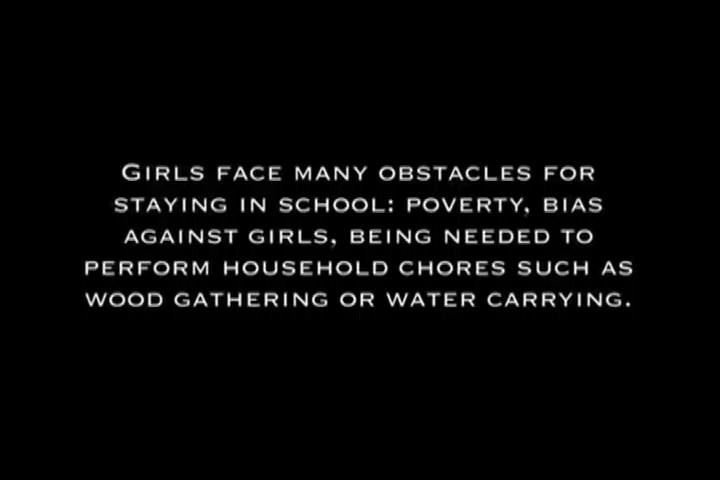 Girls face many obstacles for
staying in school: poverty, bias
against girls, being needed to
perform household chores such as
wood gathering or water carrying.